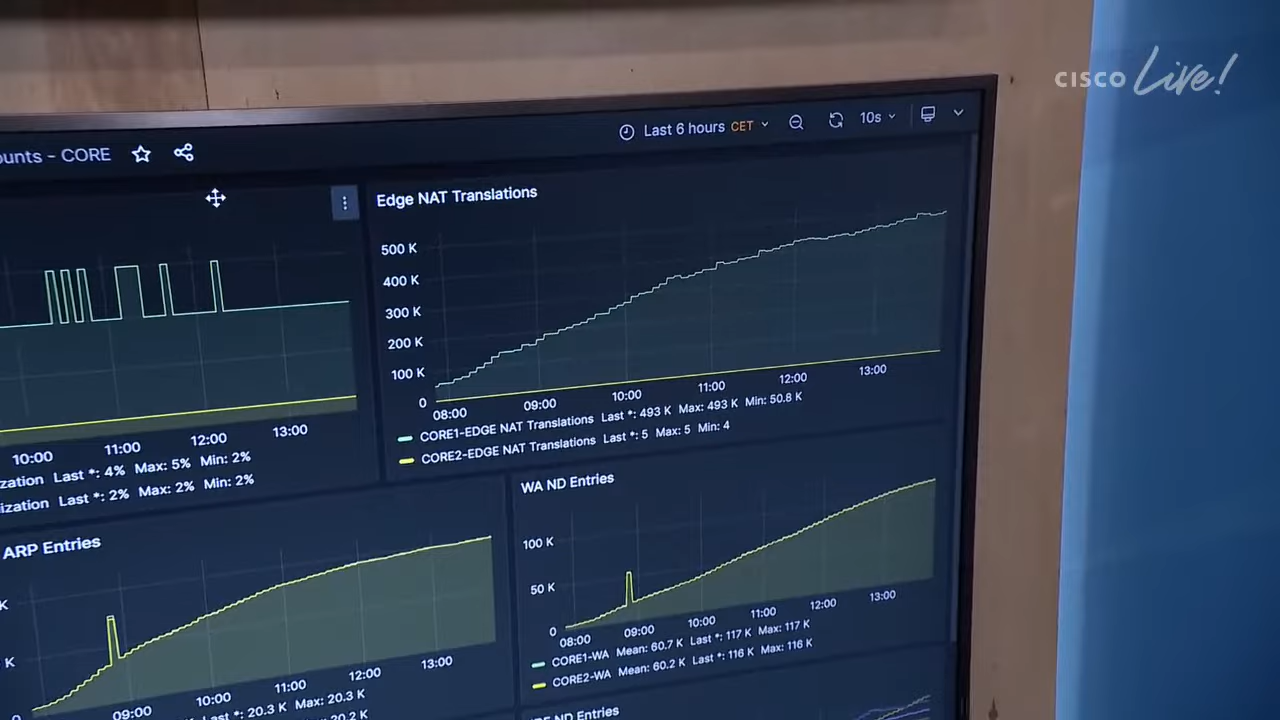 CISCO Live!
Last 6 hours CET
10s
- CORE
Edge NAT Translations
500 K
400 K
300 K
200 K
100 K
0
08:00 09:00 10:00 11:00 12:00 13:00
CORE1-EDGE NAT Translations Last *: 493 K Max: 493 K Min: 50.8 K
CORE2-EDGE NAT Translations Last *: 5 Max: 5 Min: 4
10:00 11:00 12:00 13:00
Last *: 4% Max: 5% Min: 2%
Last *: 2% Max: 2% Min: 2%
WA ND Entries
100 K
50 K
0
08:00 09:00 10:00 11:00 12:00 13:00
CORE1-WA Mean: 60.7 K Last *: 117 K Max: 117 K
CORE2-WA Mean: 60.2 K Last *: 116 K Max: 116 K
ARP Entries
K
K
0
09:00 10:00 11:00 12:00 13:00
20.3 K Max: 20.3 K
20.2 K
ND Entries